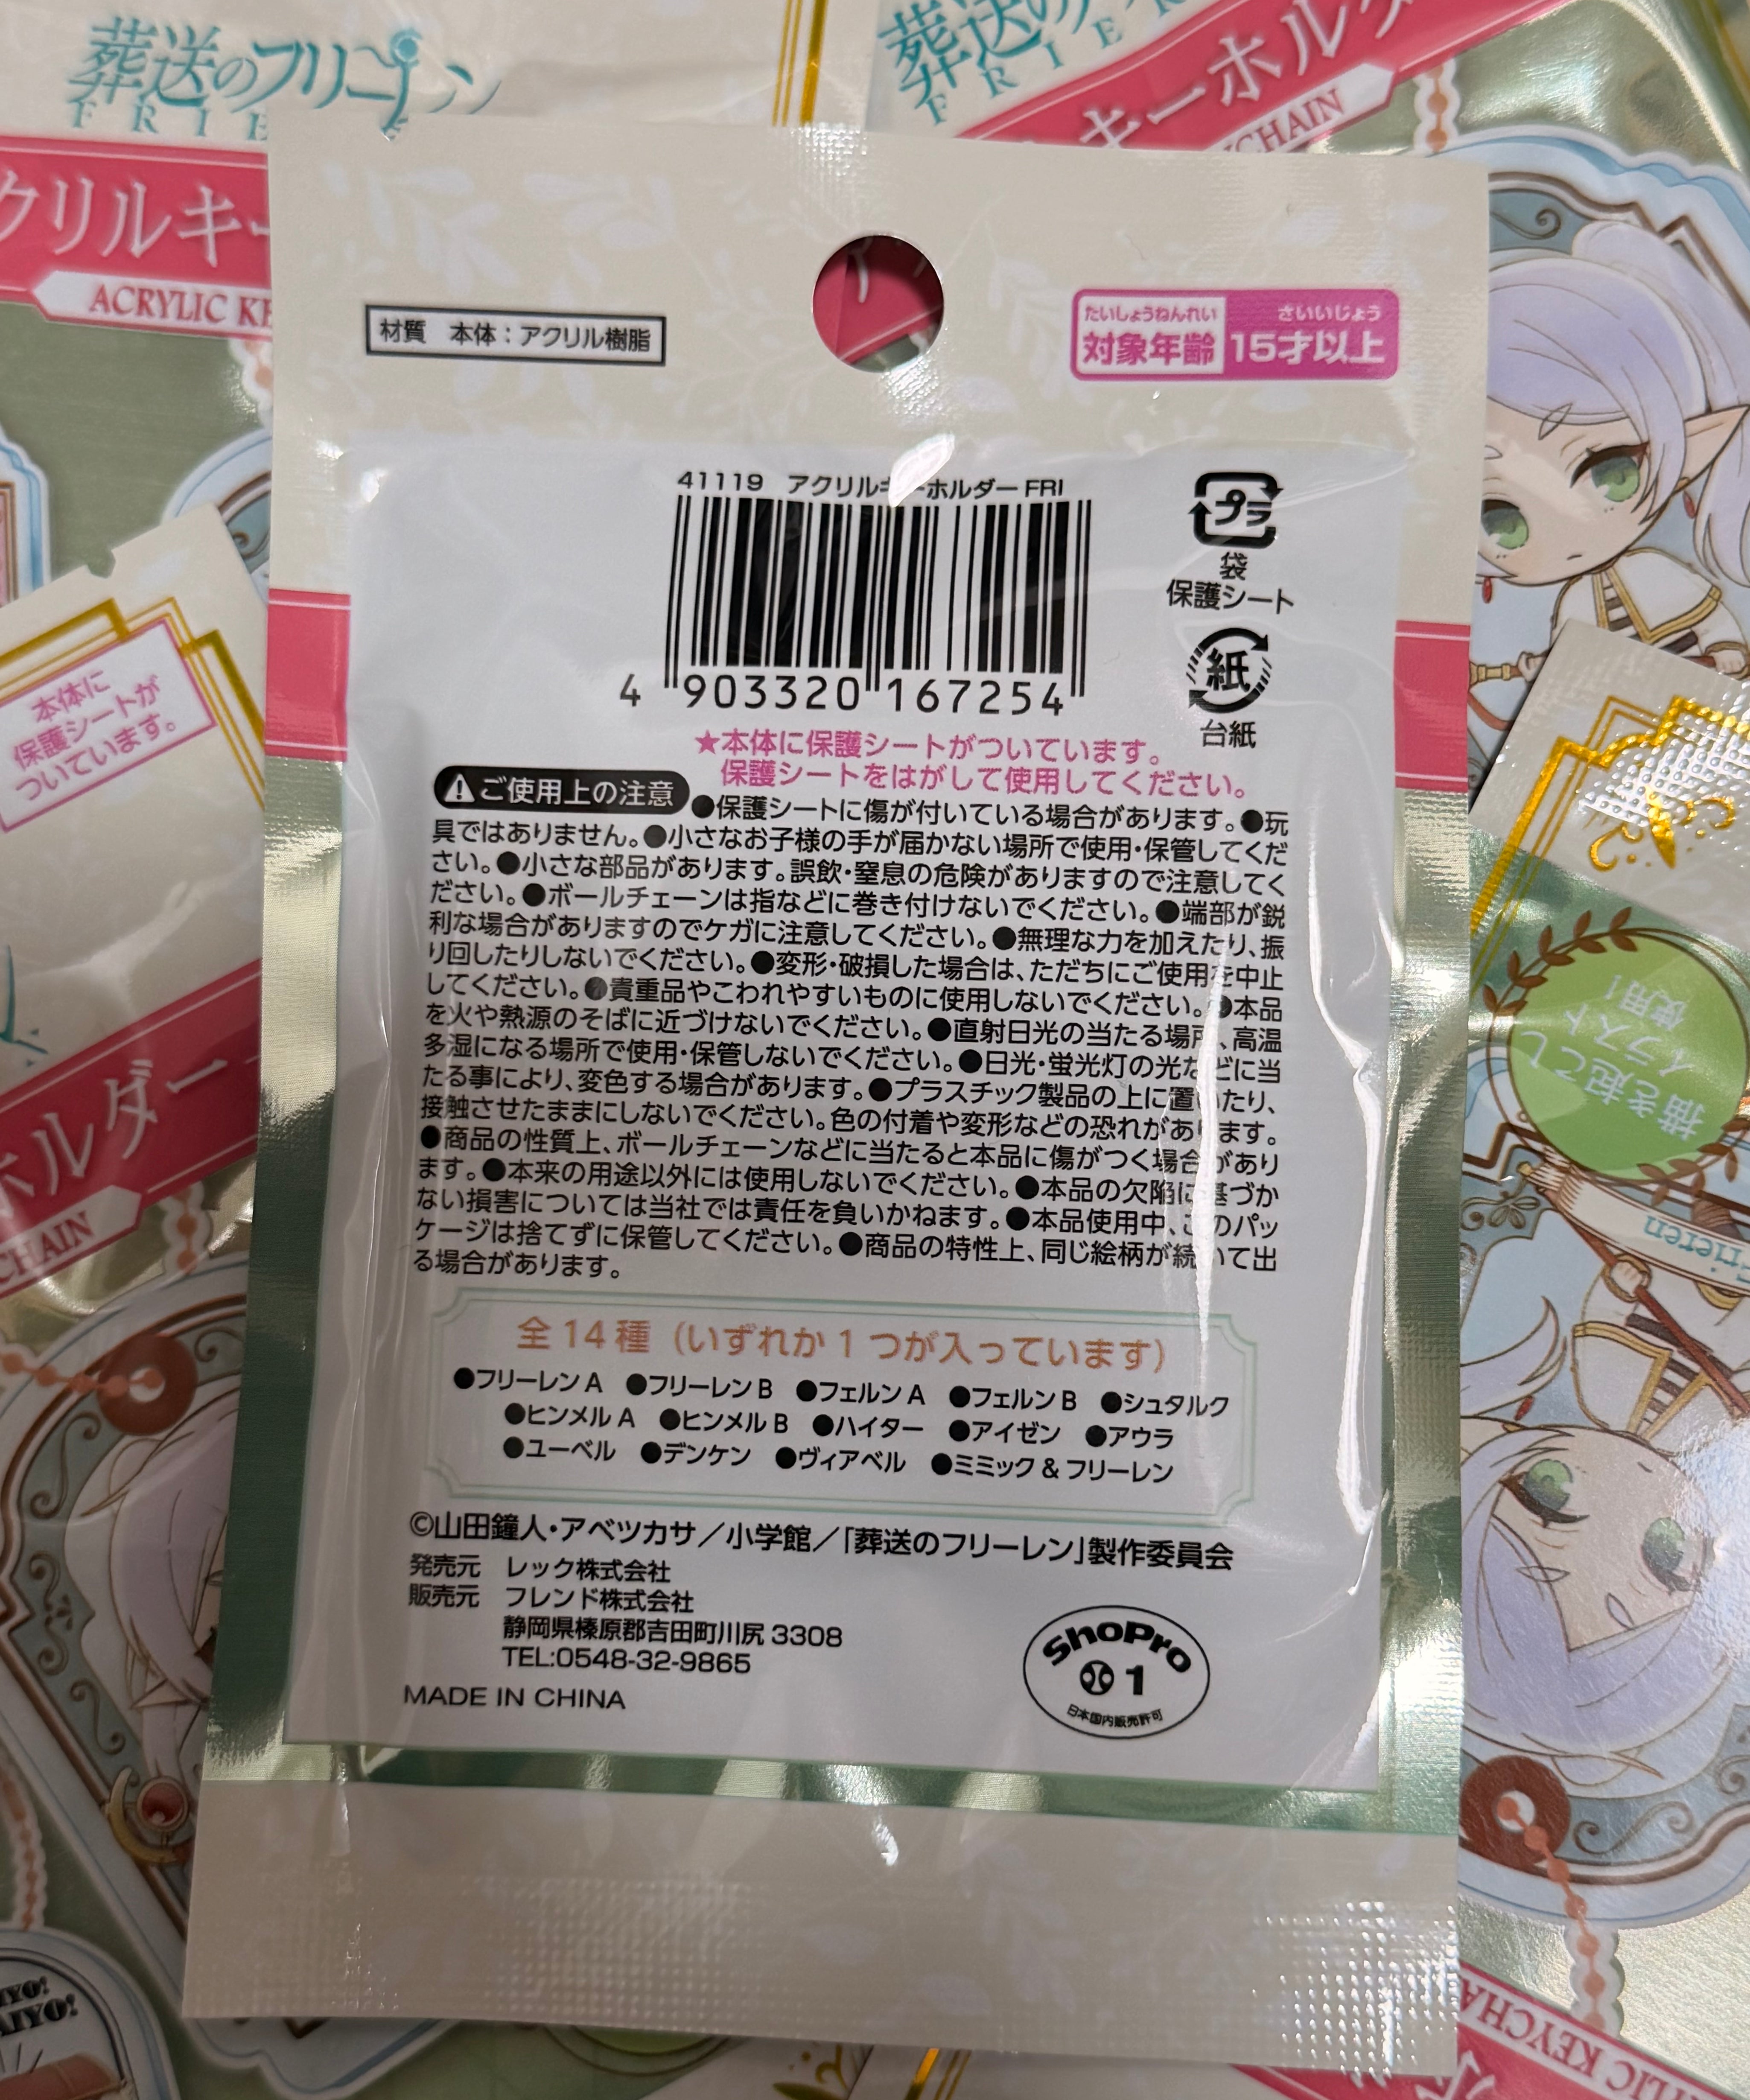 葬送のフリーレン
FRIE
葬送のフ
FRIER
クリルキー
ACRYLIC KE
キーホルダ
YCHAIN
材質 本体：アクリル樹脂
たいしょうねんれい さいいじょう
対象年齢 15才以上
41119 アクリルキーホルダー FRI
4 903320 167254
プラ
袋
保護シート
紙
台紙
★本体に保護シートがついています。
保護シートをはがして使用してください。
ご使用上の注意 ●保護シートに傷が付いている場合があります。●玩
具ではありません。●小さなお子様の手が届かない場所で使用・保管してくだ
さい。●小さな部品があります。誤飲・窒息の危険がありますので注意してく
ださい。●ボールチェーンは指などに巻き付けないでください。●端部が鋭
利な場合がありますのでケガに注意してください。●無理な力を加えたり、振
り回したりしないでください。●変形・破損した場合は、ただちにご使用を中止
してください。●貴重品やこわれやすいものに使用しないでください。●本品
を火や熱源のそばに近づけないでください。●直射日光の当たる場所、高温
多湿になる場所で使用・保管しないでください。●日光・蛍光灯の光などに当
たる事により、変色する場合があります。●プラスチック製品の上に置いたり、
接触させたままにしないでください。色の付着や変形などの恐れがあります。
●商品の性質上、ボールチェーンなどに当たると本品に傷がつく場合があり
ます。●本来の用途以外には使用しないでください。●本品の欠陥に基づか
ない損害については当社では責任を負いかねます。●本品使用中、このパッ
ケージは捨てずに保管してください。●商品の特性上、同じ絵柄が続いて出
る場合があります。
全14種（いずれか1つが入っています）
●フリーレンA ●フリーレンB ●フェルンA ●フェルンB ●シュタルク
●ヒンメルA ●ヒンメルB ●ハイター ●アイゼン ●アウラ
●ユーベル ●デンケン ●ヴィアベル ●ミミック＆フリーレン
©山田鐘人・アベツカサ／小学館／「葬送のフリーレン」製作委員会
発売元 レック株式会社
販売元 フレンド株式会社
静岡県榛原郡吉田町川尻 3308
TEL:0548-32-9865
MADE IN CHINA
ShoPro
1
日本国内販売許可
本体に
保護シートが
ついています。
ホルダー
CHAIN
描き起こし
イラスト
使用！
Frieren
LIC KEYCHA